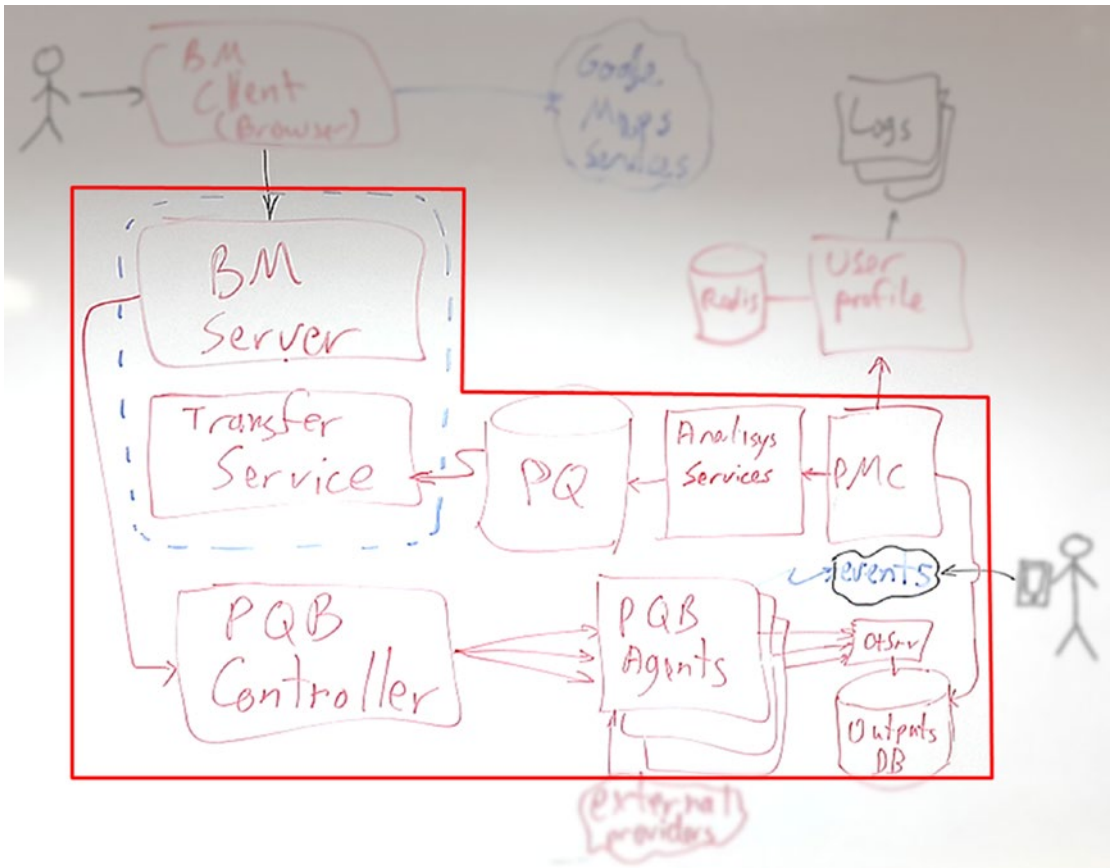 BM
Client
(Browser)
Google
Maps
Services
Logs
User
profile
Redis
BM
Server
Transfer
Service
PQ
Analisys
Services
PMC
events
PQB
Controller
PQB
Agents
OtSrv
Outputs
DB
external
providers